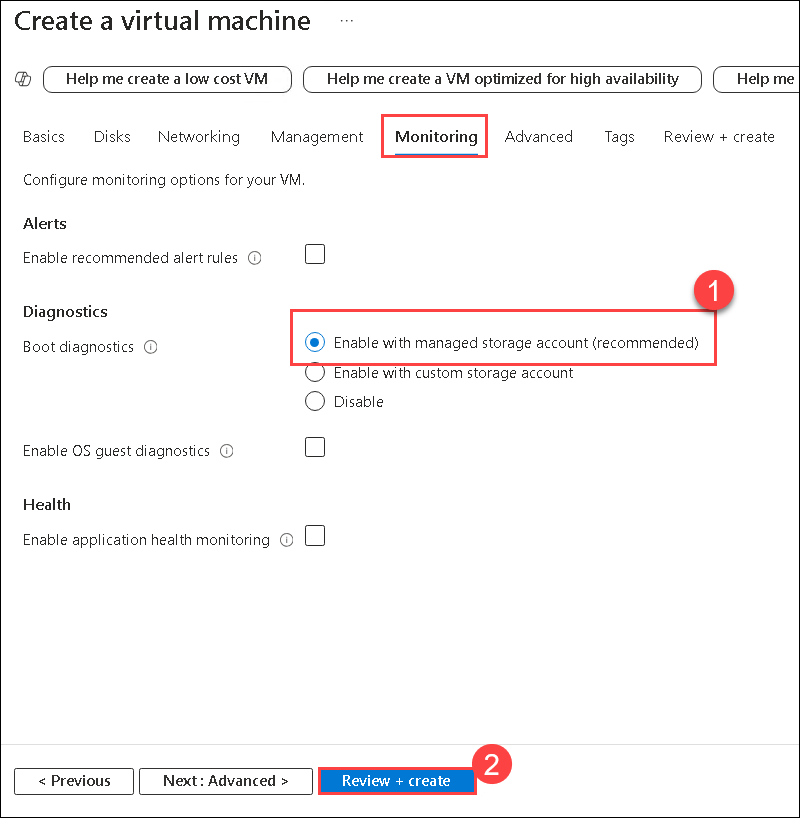 Create a virtual machine ...
Help me create a low cost VM Help me create a VM optimized for high availability Help me
Basics Disks Networking Management Monitoring Advanced Tags Review + create
Configure monitoring options for your VM.
Alerts
Enable recommended alert rules
1
Diagnostics
Boot diagnostics Enable with managed storage account (recommended)
Enable with custom storage account
Disable
Enable OS guest diagnostics
Health
Enable application health monitoring
2
< Previous Next : Advanced > Review + create